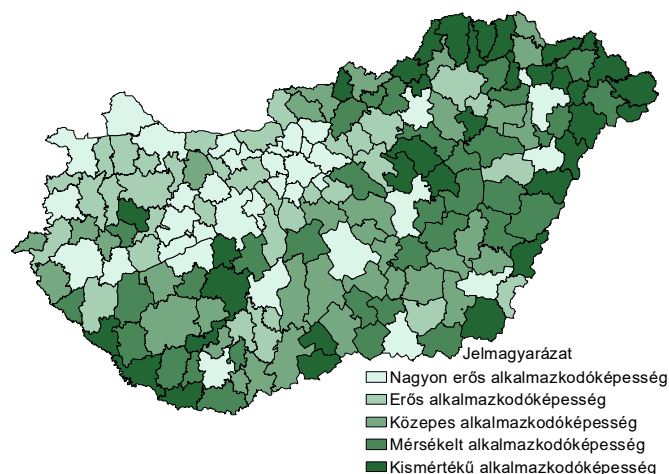 Jelmagyarázat
Nagyon erős alkalmazkodóképesség
Erős alkalmazkodóképesség
Közepes alkalmazkodóképesség
Mérsékelt alkalmazkodóképesség
Kismértékű alkalmazkodóképesség